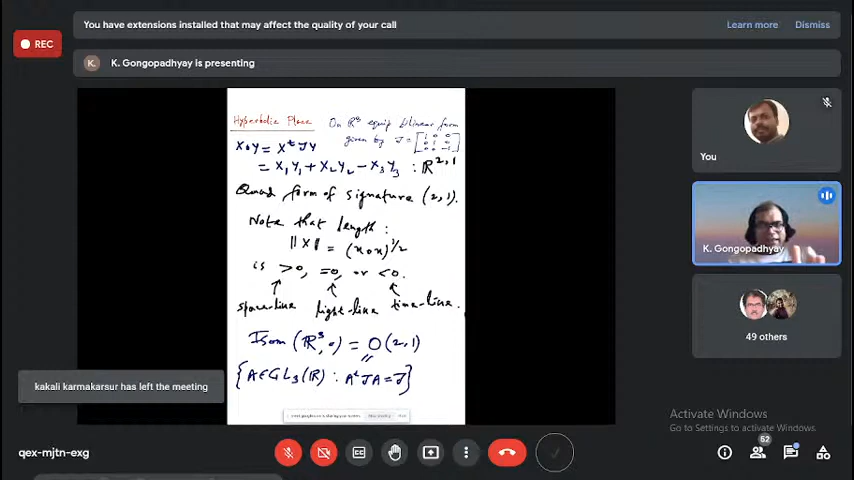 You have extensions installed that may affect the quality of your call
Learn more
Dismiss
REC
K. K. Gongopadhyay is presenting
Hyperbolic Plane
On ℝ³ equip bilinear form
given by J = [1 0 0
0 1 0
0 0 -1]
X∘Y = XᵗJY
= X₁Y₁ + X₂Y₂ - X₃Y₃ : ℝ²,¹
Quad form of signature (2,1).
Note that length:
||X|| = (X∘X)^1/2
is >0, =0, or <0.
space-like light-like time-like.
Isom (ℝ³, ∘) = O(2,1)
{A∈GL₃(ℝ) : AᵗJA = J}
You
K. Gongopadhyay
49 others
kakali karmakarsur has left the meeting
Activate Windows
Go to Settings to activate Windows.
qex-mjtn-exg
62